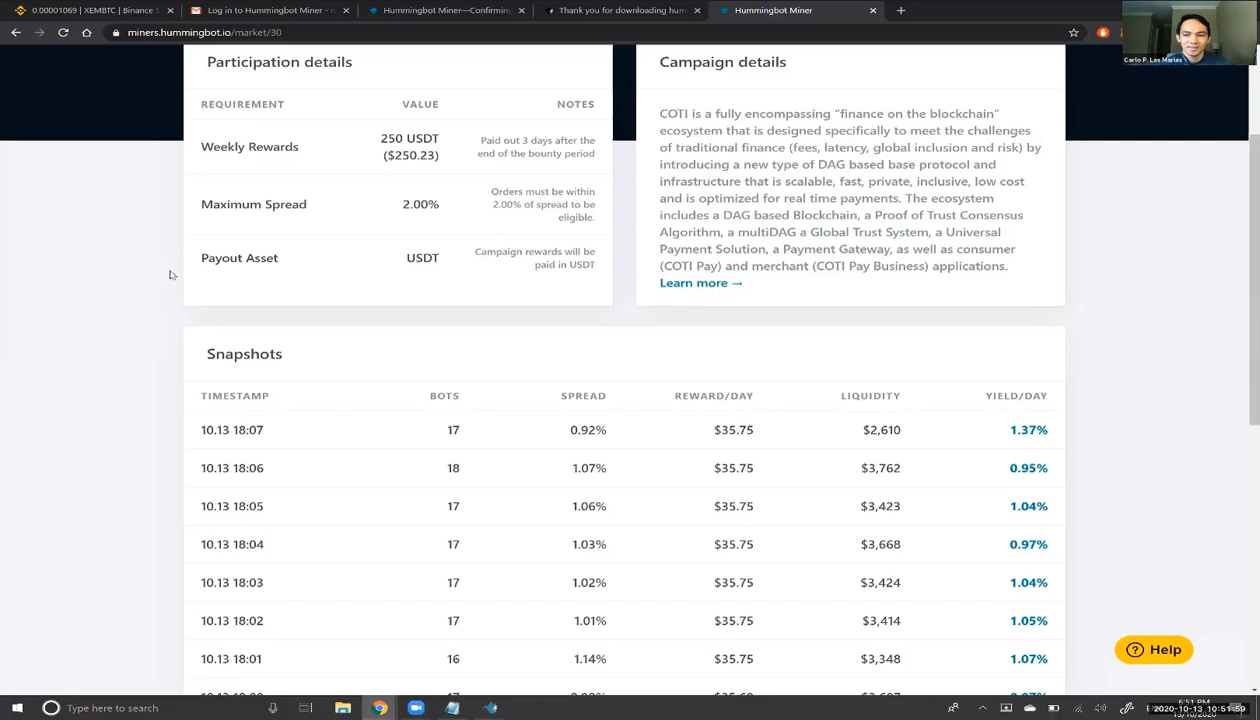 0.00001069 | XEMBTC | Binance S
Log in to Hummingbot Miner - r
Hummingbot Miner—Confirming
Thank you for downloading hum
Hummingbot Miner
miners.hummingbot.io/market/30
Carlo P. Las Marias
Participation details
REQUIREMENT VALUE NOTES
Weekly Rewards
250 USDT
($250.23)
Paid out 3 days after the
end of the bounty period
Maximum Spread
2.00%
Orders must be within
2.00% of spread to be
eligible.
Payout Asset
USDT
Campaign rewards will be
paid in USDT
Campaign details
COTI is a fully encompassing “finance on the blockchain”
ecosystem that is designed specifically to meet the challenges
of traditional finance (fees, latency, global inclusion and risk) by
introducing a new type of DAG based base protocol and
infrastructure that is scalable, fast, private, inclusive, low cost
and is optimized for real time payments. The ecosystem
includes a DAG based Blockchain, a Proof of Trust Consensus
Algorithm, a multiDAG a Global Trust System, a Universal
Payment Solution, a Payment Gateway, as well as consumer
(COTI Pay) and merchant (COTI Pay Business) applications.
Learn more →
Snapshots
TIMESTAMP BOTS SPREAD REWARD/DAY LIQUIDITY YIELD/DAY
10.13 18:07 17 0.92% $35.75 $2,610 1.37%
10.13 18:06 18 1.07% $35.75 $3,762 0.95%
10.13 18:05 17 1.06% $35.75 $3,423 1.04%
10.13 18:04 17 1.03% $35.75 $3,668 0.97%
10.13 18:03 17 1.02% $35.75 $3,424 1.04%
10.13 18:02 17 1.01% $35.75 $3,414 1.05%
10.13 18:01 16 1.14% $35.75 $3,348 1.07%
Help
Type here to search
2020-10-13 10:51:59